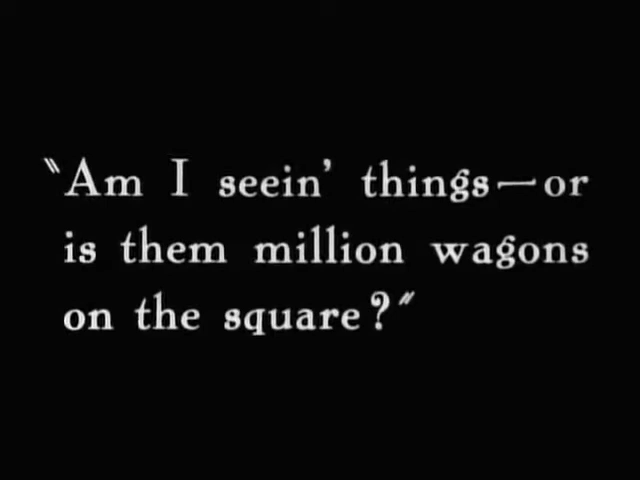 "Am I seein' things—or
is them million wagons
on the square?"